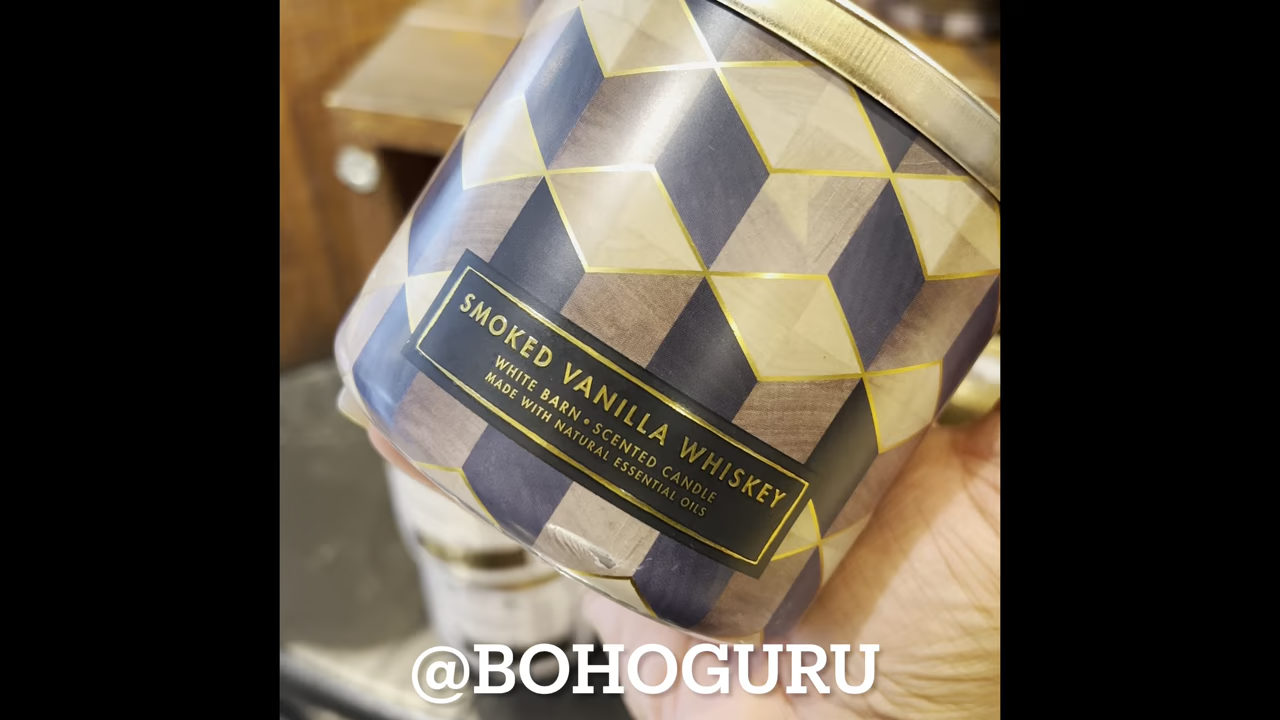 SMOKED VANILLA WHISKEY
WHITE BARN • SCENTED CANDLE
MADE WITH NATURAL ESSENTIAL OILS
@BOHOGURU